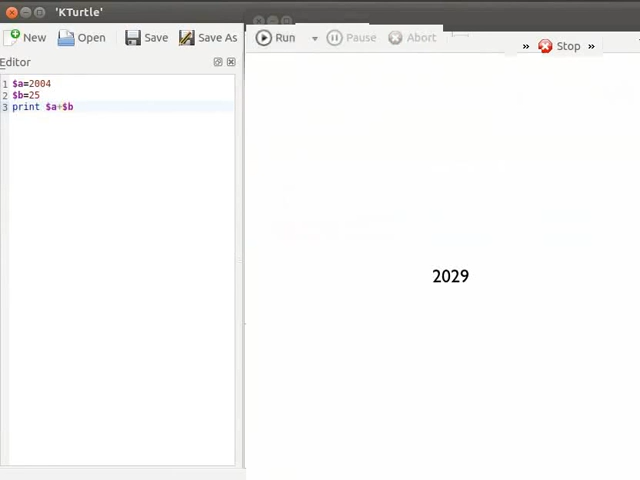 'KTurtle'
New Open Save Save As Run Pause Abort » Stop »
Editor
1 $a=2004
2 $b=25
3 print $a+$b
2029